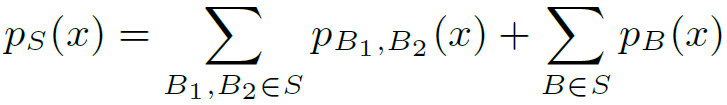 $p_S(x) = \sum_{B_1, B_2 \in S} p_{B_1, B_2}(x) + \sum_{B \in S} p_B(x)$